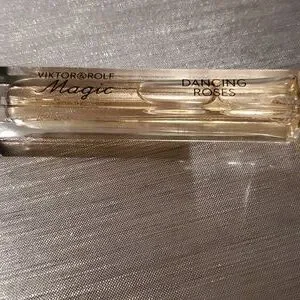 VIKTOR&ROLF
Magic
DANCING
ROSES